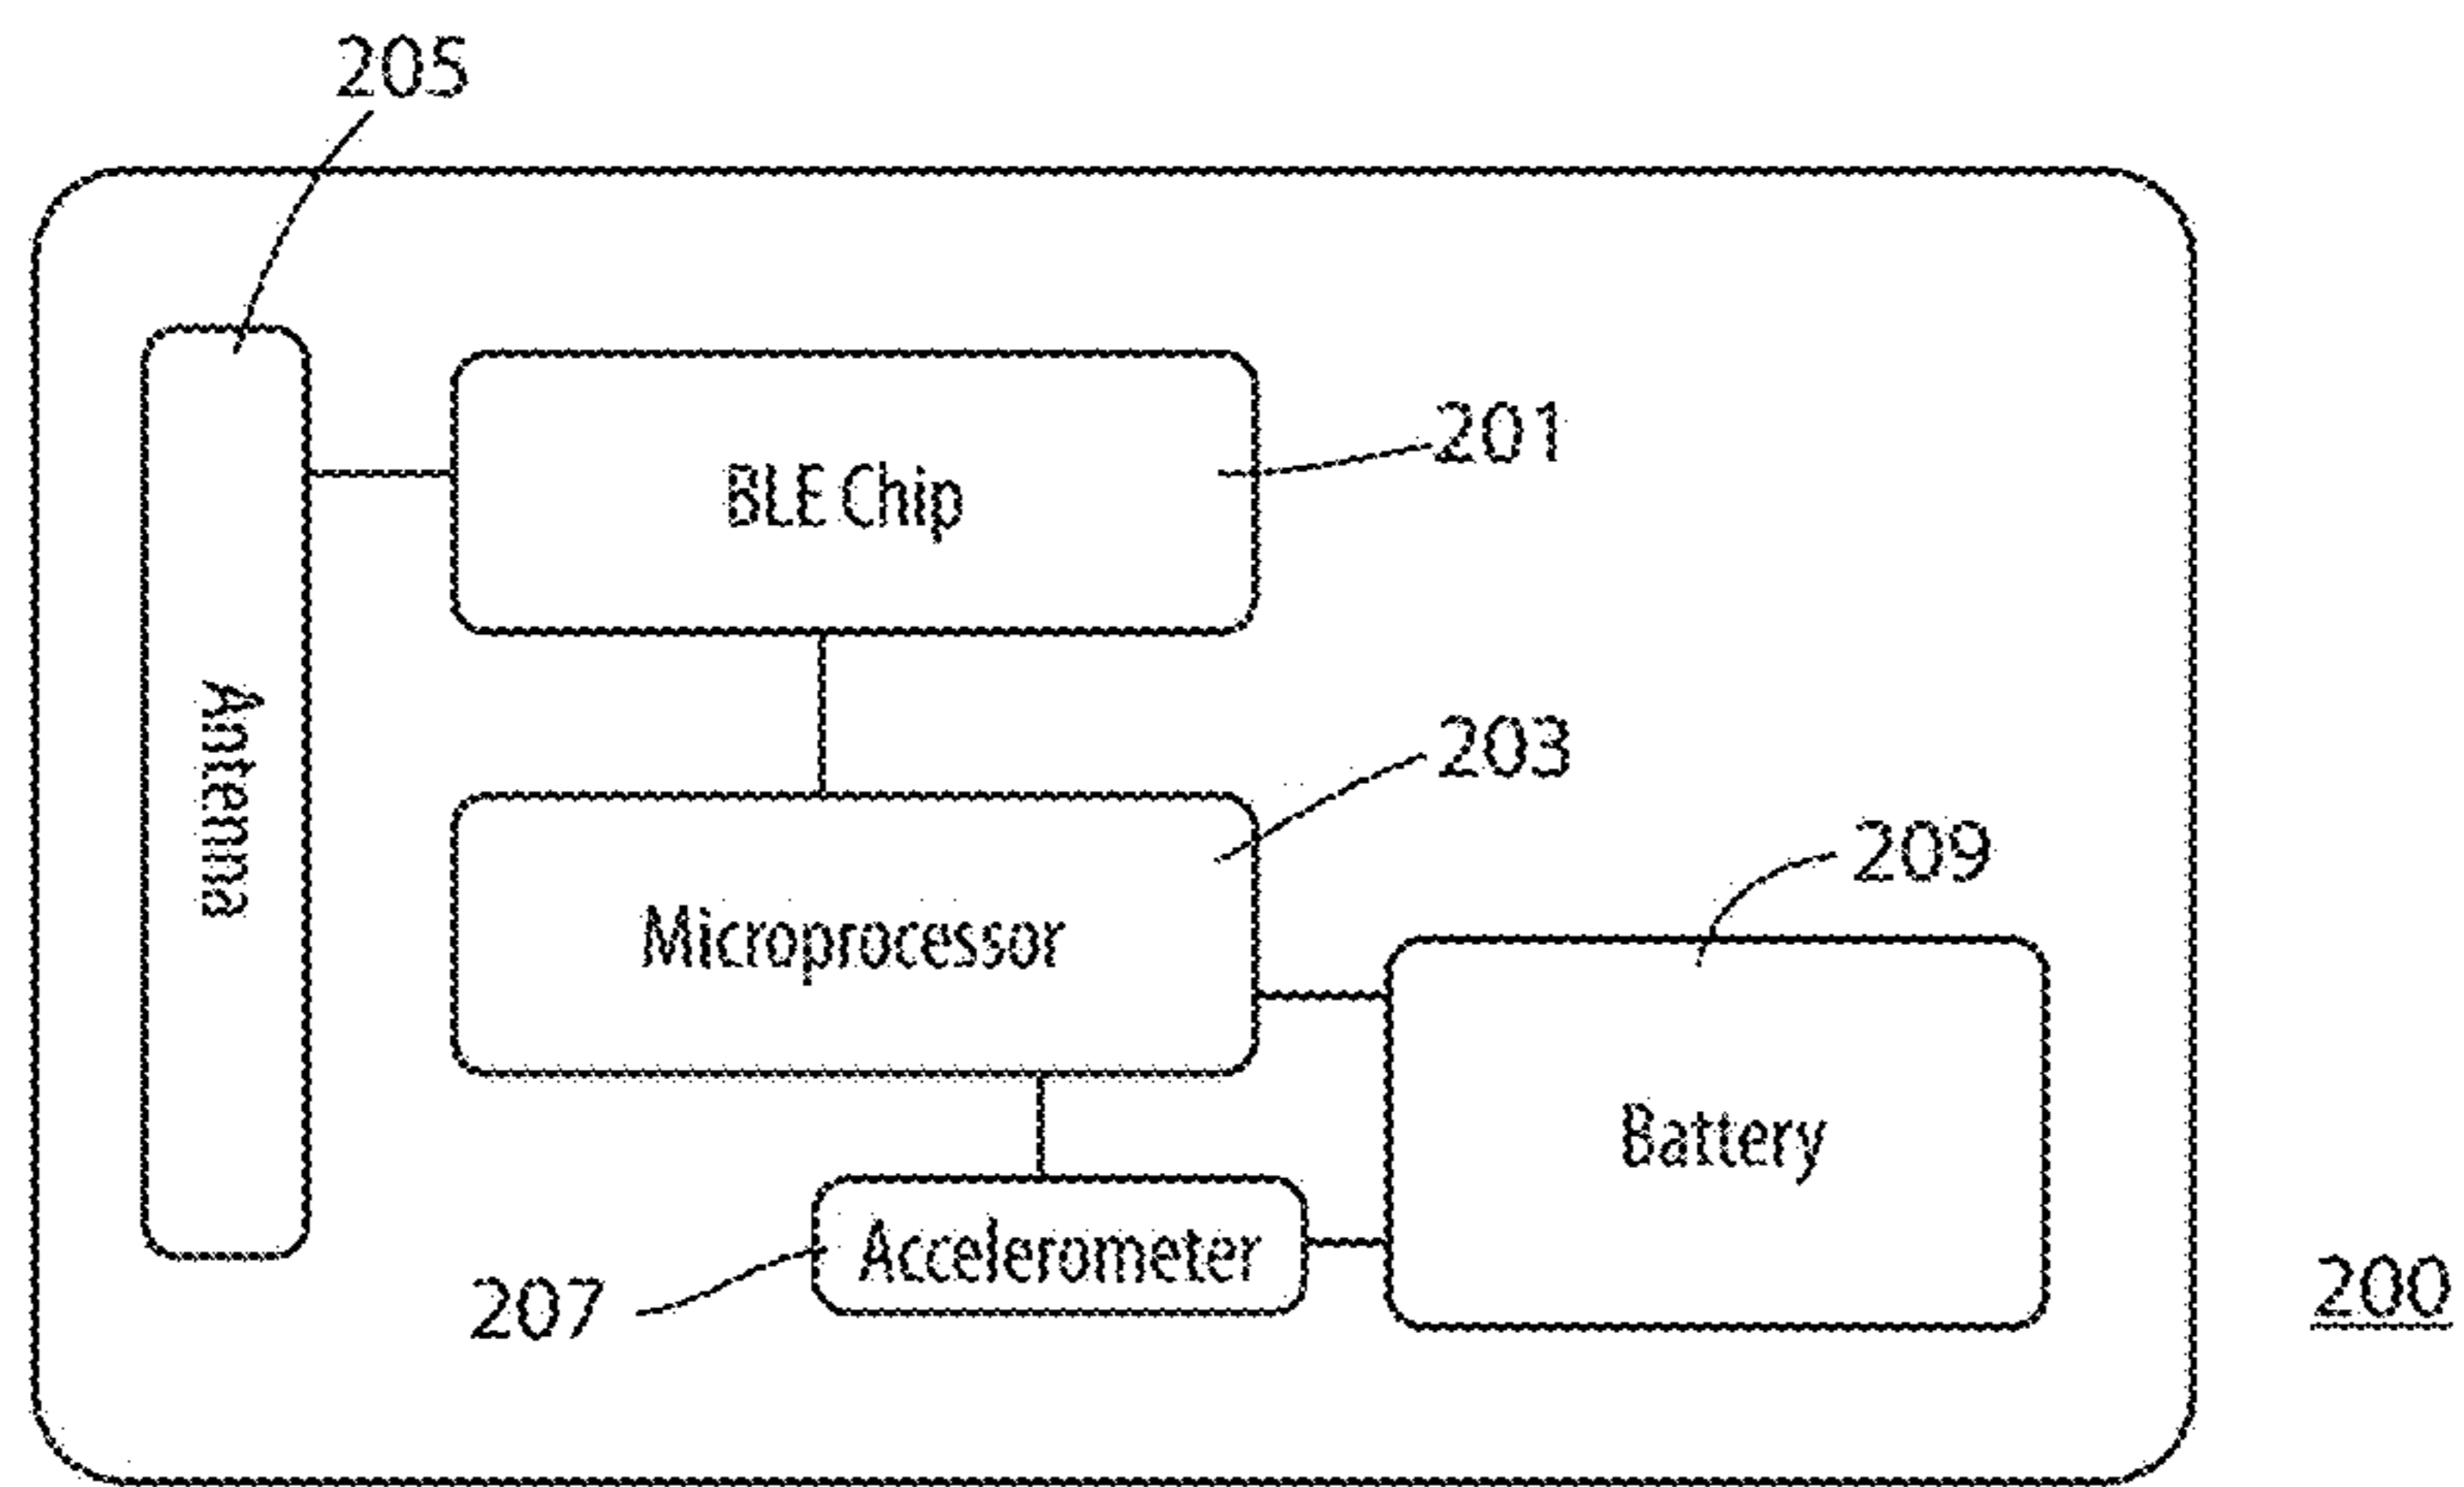 205
BLE Chip
201
Antenna
203
Microprocessor
209
Battery
Accelerometer
207
200